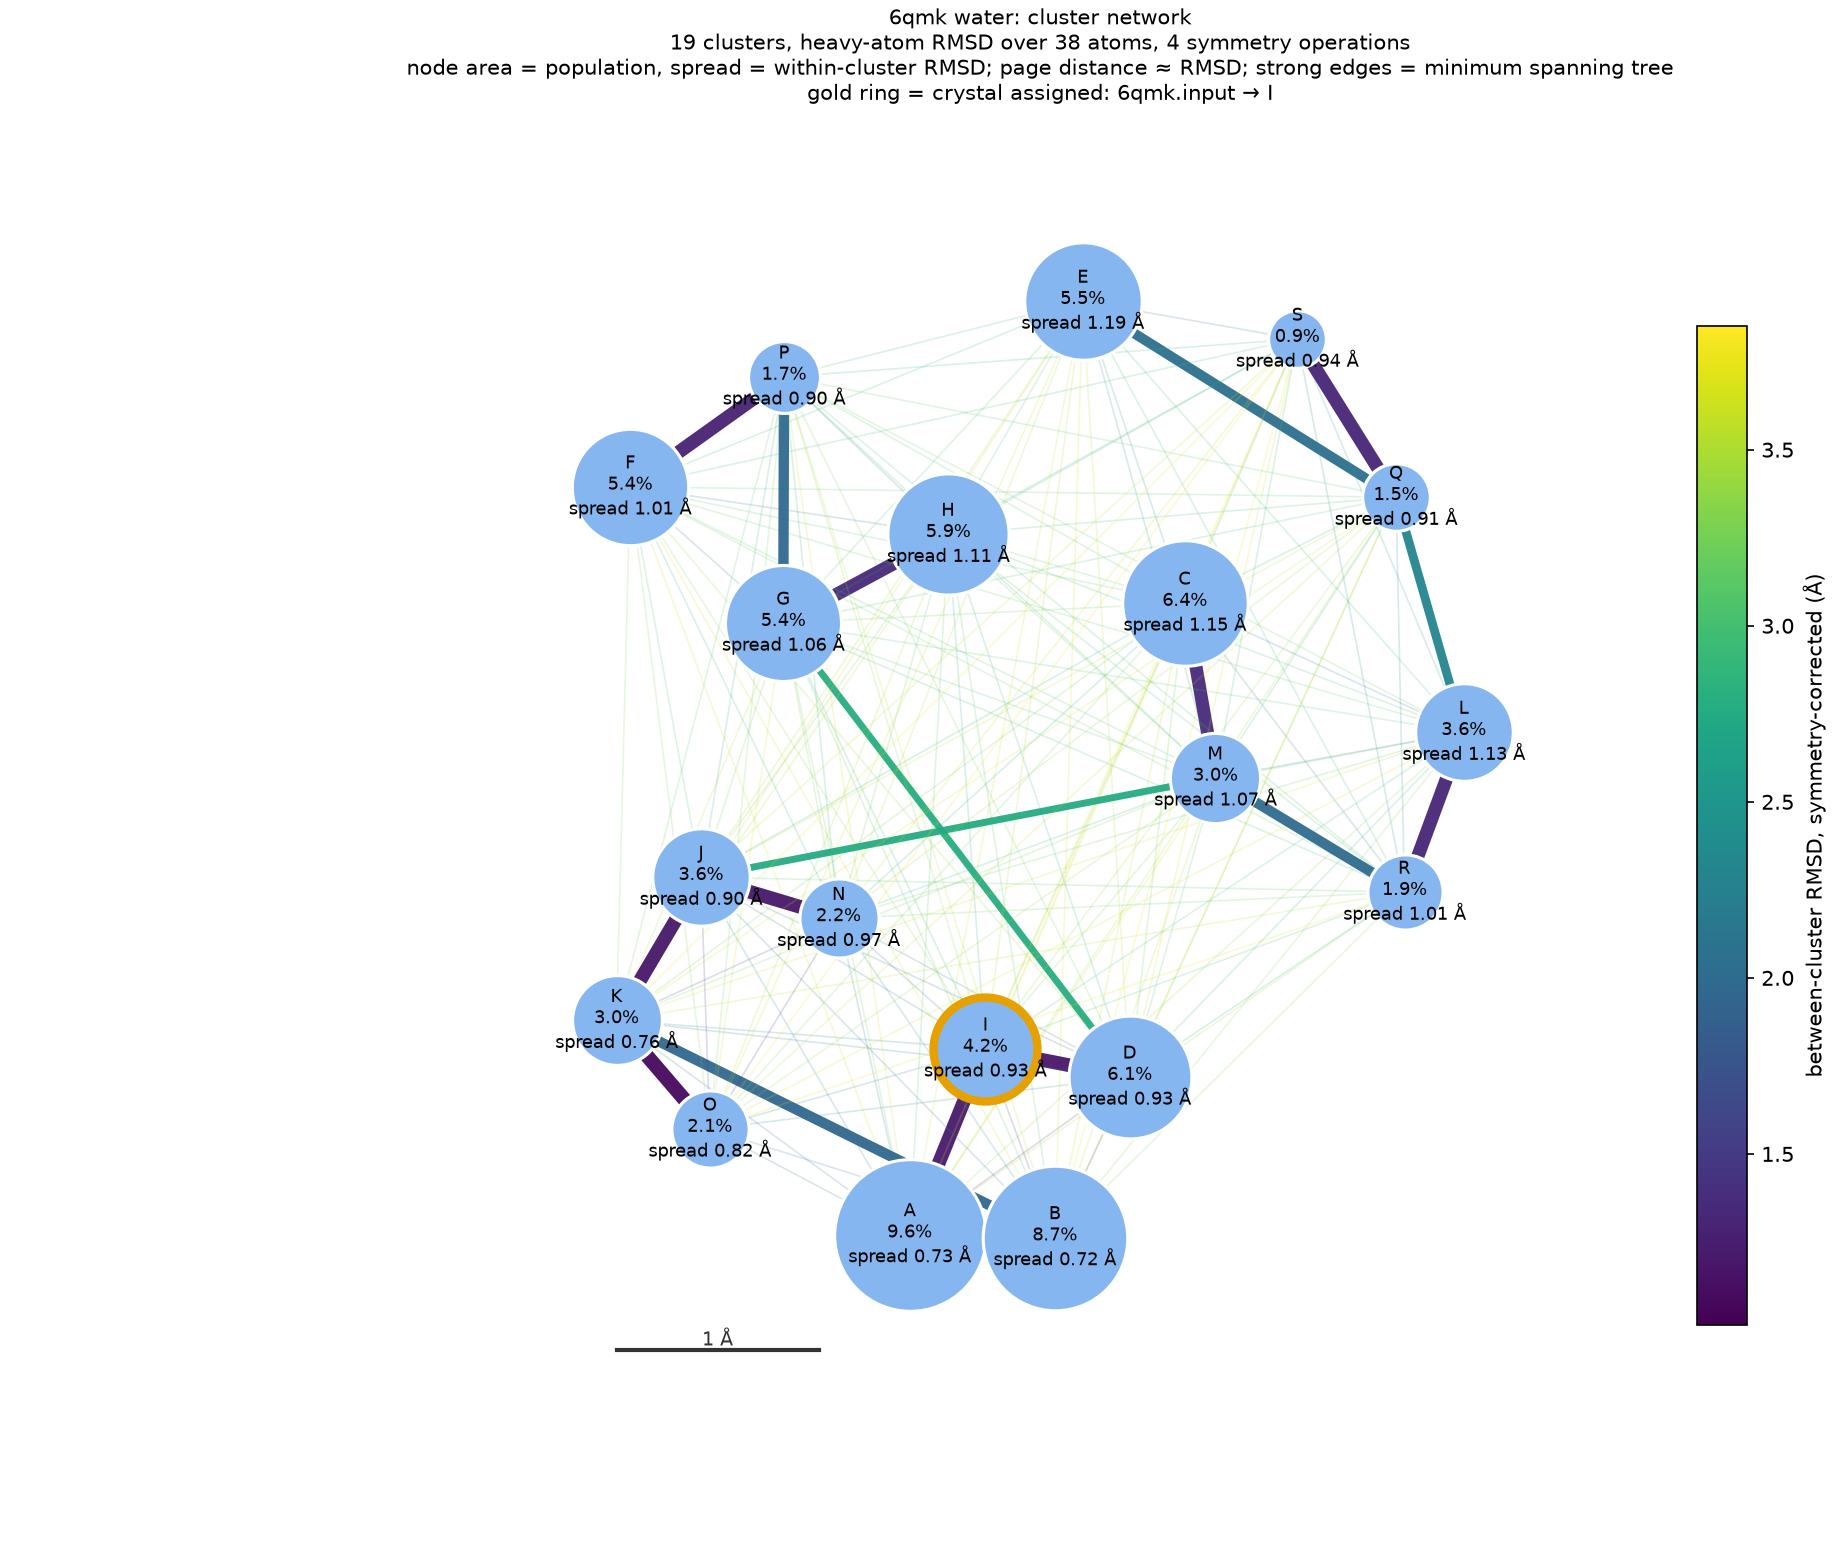 6qmk water: cluster network
19 clusters, heavy-atom RMSD over 38 atoms, 4 symmetry operations
node area = population, spread = within-cluster RMSD; page distance ≈ RMSD; strong edges = minimum spanning tree
gold ring = crystal assigned: 6qmk.input → I
E
5.5%
spread 1.19 Å
S
0.9%
spread 0.94 Å
P
1.7%
spread 0.90 Å
F
5.4%
spread 1.01 Å
Q
1.5%
spread 0.91 Å
H
5.9%
spread 1.11 Å
C
6.4%
spread 1.15 Å
G
5.4%
spread 1.06 Å
L
3.6%
spread 1.13 Å
M
3.0%
spread 1.07 Å
J
3.6%
spread 0.90 Å
R
1.9%
spread 1.01 Å
N
2.2%
spread 0.97 Å
K
3.0%
spread 0.76 Å
I
4.2%
spread 0.93 Å
D
6.1%
spread 0.93 Å
O
2.1%
spread 0.82 Å
A
9.6%
spread 0.73 Å
B
8.7%
spread 0.72 Å
1 Å
3.5
3.0
2.5
2.0
1.5
between-cluster RMSD, symmetry-corrected (Å)